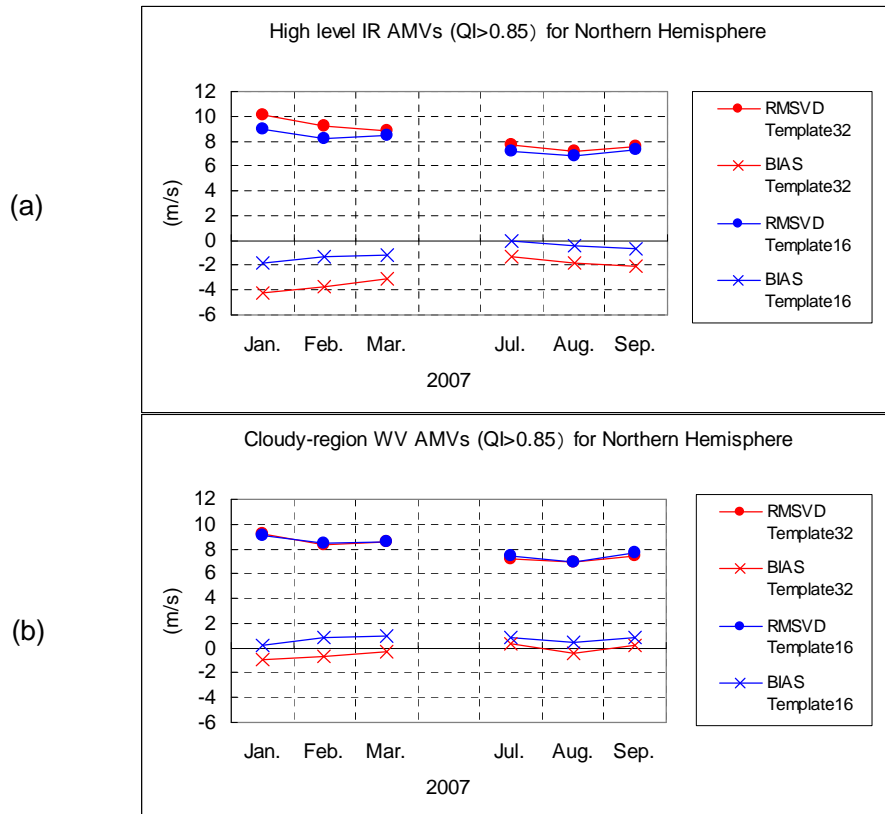 (a)
High level IR AMVs (QI>0.85) for Northern Hemisphere
12
10
8
6
4
2
0
-2
-4
-6
(m/s)
Jan. Feb. Mar. Jul. Aug. Sep.
2007
RMSVD
Template32
BIAS
Template32
RMSVD
Template16
BIAS
Template16
(b)
Cloudy-region WV AMVs (QI>0.85) for Northern Hemisphere
12
10
8
6
4
2
0
-2
-4
-6
(m/s)
Jan. Feb. Mar. Jul. Aug. Sep.
2007
RMSVD
Template32
BIAS
Template32
RMSVD
Template16
BIAS
Template16